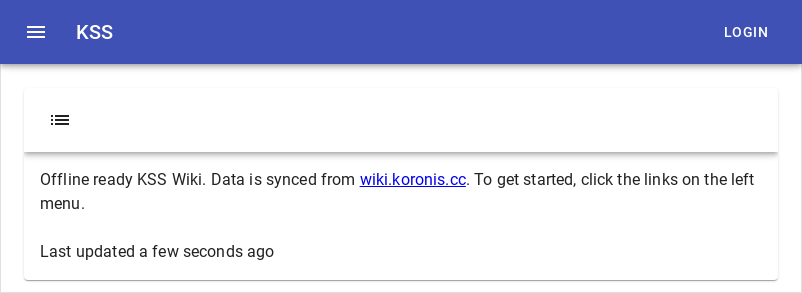 KSS
LOGIN
Offline ready KSS Wiki. Data is synced from wiki.koronis.cc. To get started, click the links on the left
menu.
Last updated a few seconds ago